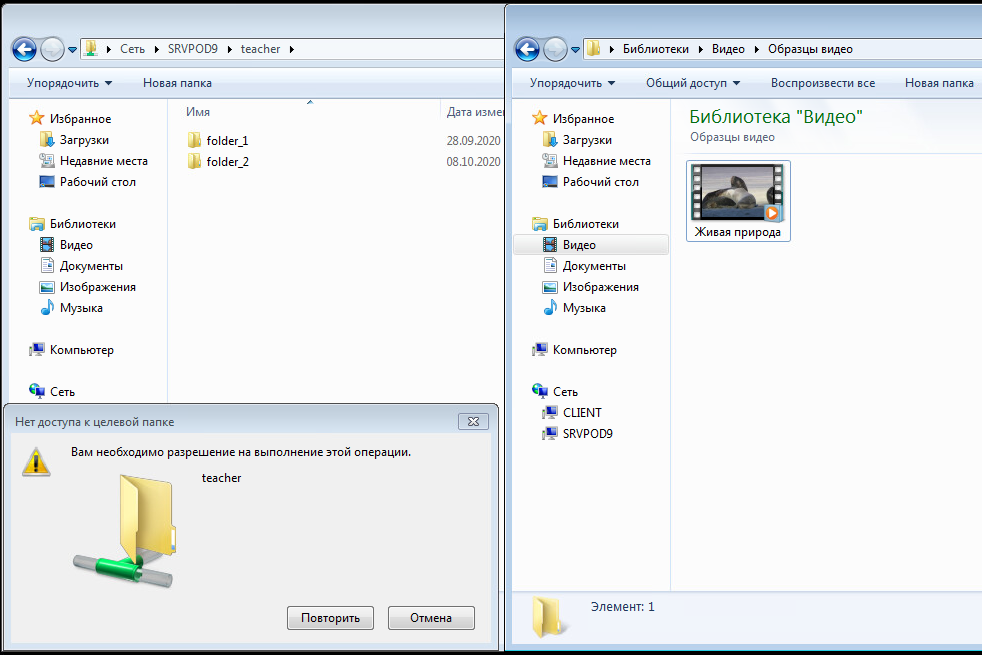 Сеть ▸ SRVPOD9 ▸ teacher ▸
Упорядочить Новая папка
Избранное
Загрузки
Недавние места
Рабочий стол
Библиотеки
Видео
Документы
Изображения
Музыка
Компьютер
Сеть
Имя Дата изме
folder_1 28.09.2020
folder_2 08.10.2020
Нет доступа к целевой папке
Вам необходимо разрешение на выполнение этой операции.
teacher
Повторить Отмена
Библиотеки ▸ Видео ▸ Образцы видео
Упорядочить Общий доступ Воспроизвести все Новая папка
Избранное
Загрузки
Недавние места
Рабочий стол
Библиотеки
Видео
Документы
Изображения
Музыка
Компьютер
Сеть
CLIENT
SRVPOD9
Библиотека "Видео"
Образцы видео
Живая природа
Элемент: 1